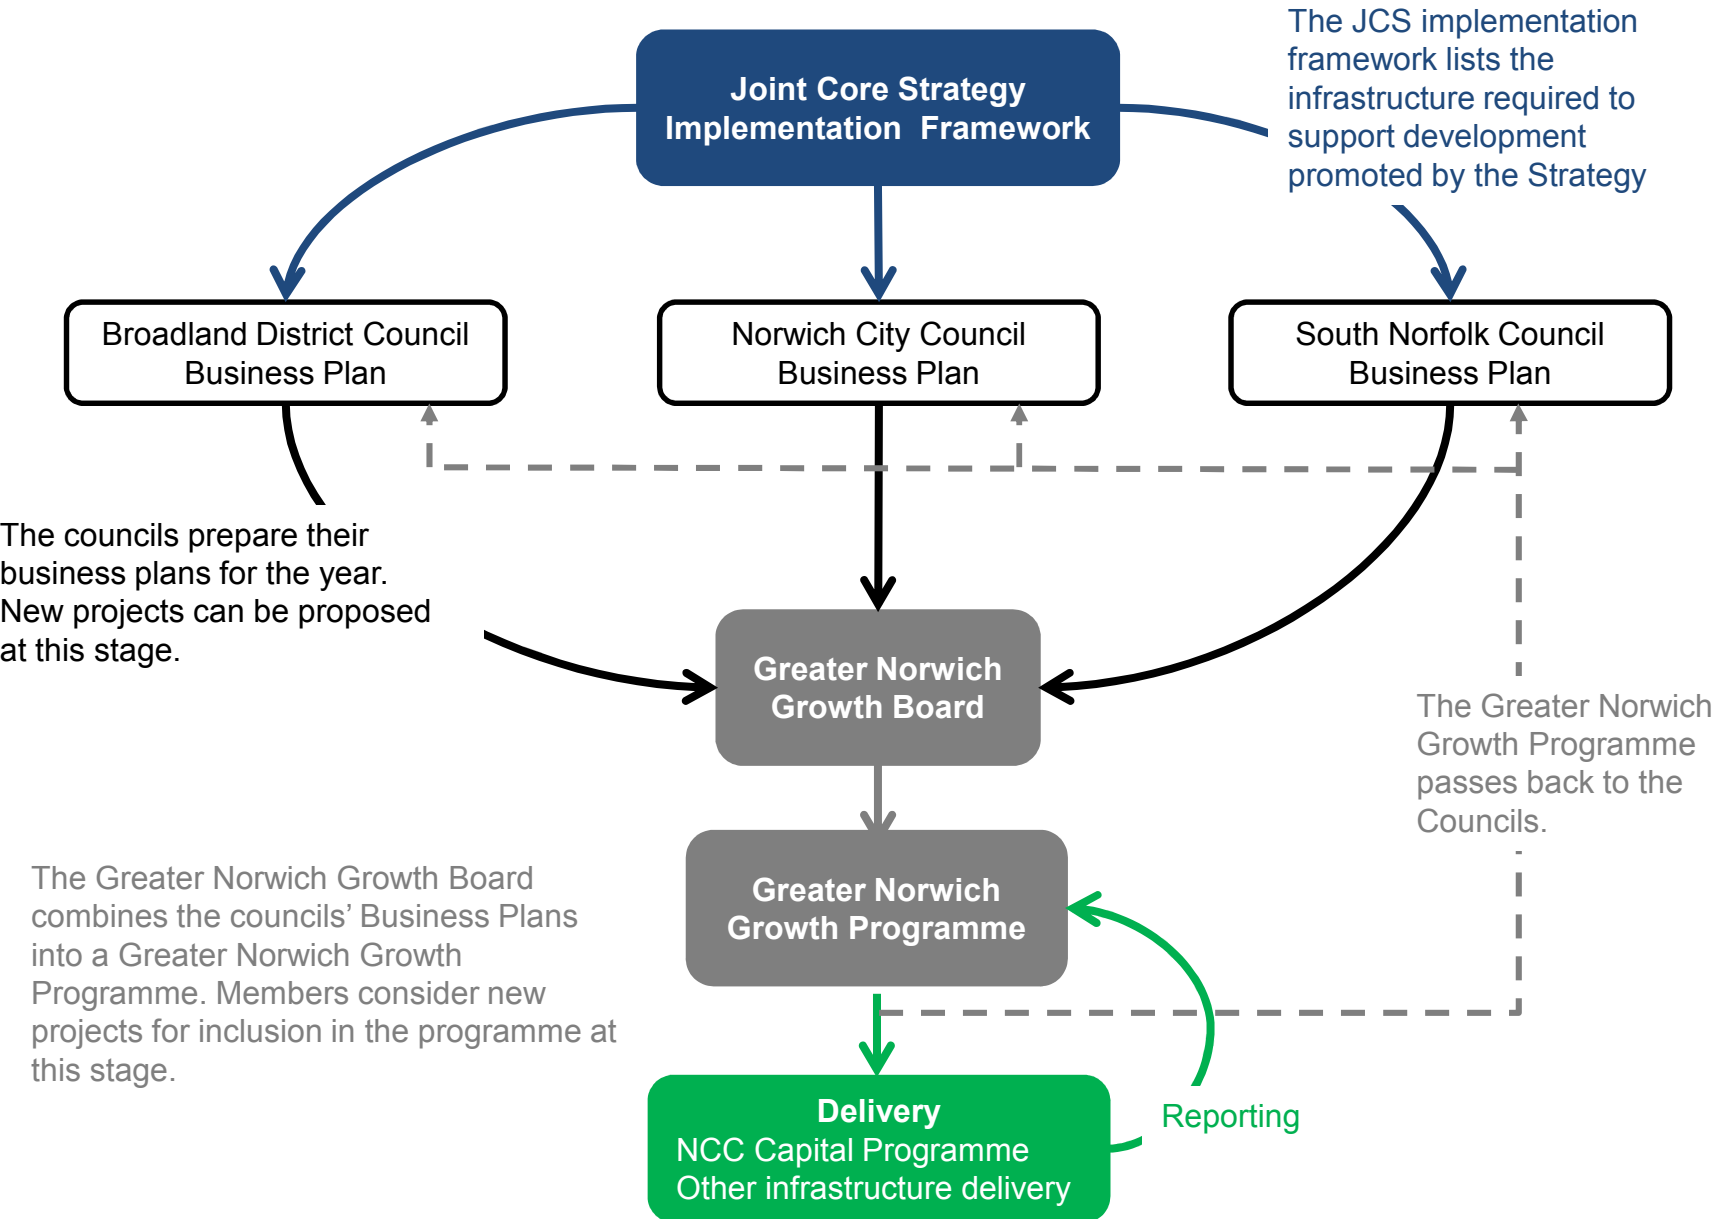 The JCS implementation
framework lists the
infrastructure required to
support development
promoted by the Strategy
Joint Core Strategy
Implementation Framework
Broadland District Council
Business Plan
Norwich City Council
Business Plan
South Norfolk Council
Business Plan
The councils prepare their
business plans for the year.
New projects can be proposed
at this stage.
Greater Norwich
Growth Board
The Greater Norwich
Growth Programme
passes back to the
Councils.
The Greater Norwich Growth Board
combines the councils’ Business Plans
into a Greater Norwich Growth
Programme. Members consider new
projects for inclusion in the programme at
this stage.
Greater Norwich
Growth Programme
Delivery
NCC Capital Programme
Other infrastructure delivery
Reporting